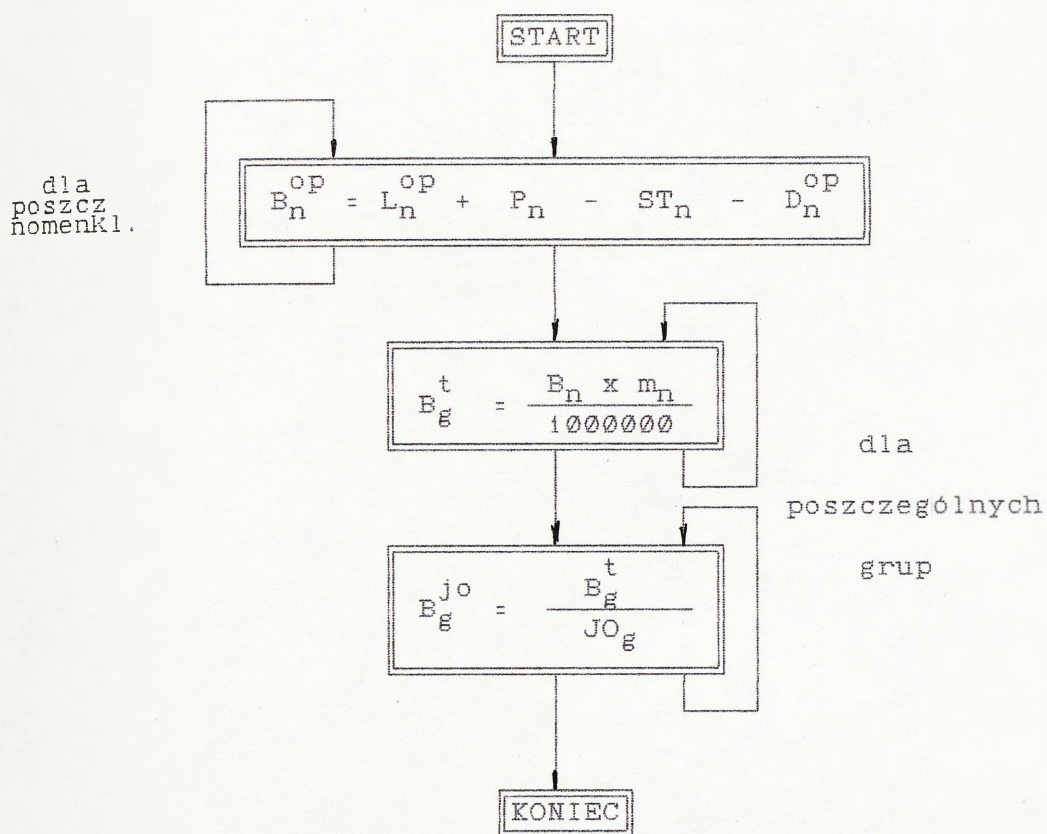 START
dla
poszcz
nomenkl.
B_n^op = L_n^op + P_n - ST_n - D_n^op
B_g^t = B_n x m_n / 1000000
dla
poszczególnych
grup
B_g^jo = B_g^t / JO_g
KONIEC